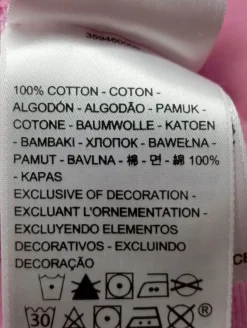 100% COTTON - COTON -
ALGODÓN - ALGODÃO - PAMUK -
COTONE - BAUMWOLLE - KATOEN
- BAMBAKI - ХЛОПОК - BAWEŁNA -
PAMUT - BAVLNA - 棉 - 면 - 綿 100%
- KAPAS
EXCLUSIVE OF DECORATION -
EXCLUANT L'ORNEMENTATION -
EXCLUYENDO ELEMENTOS
DECORATIVOS - EXCLUINDO
DECORAÇÃO
30 ®